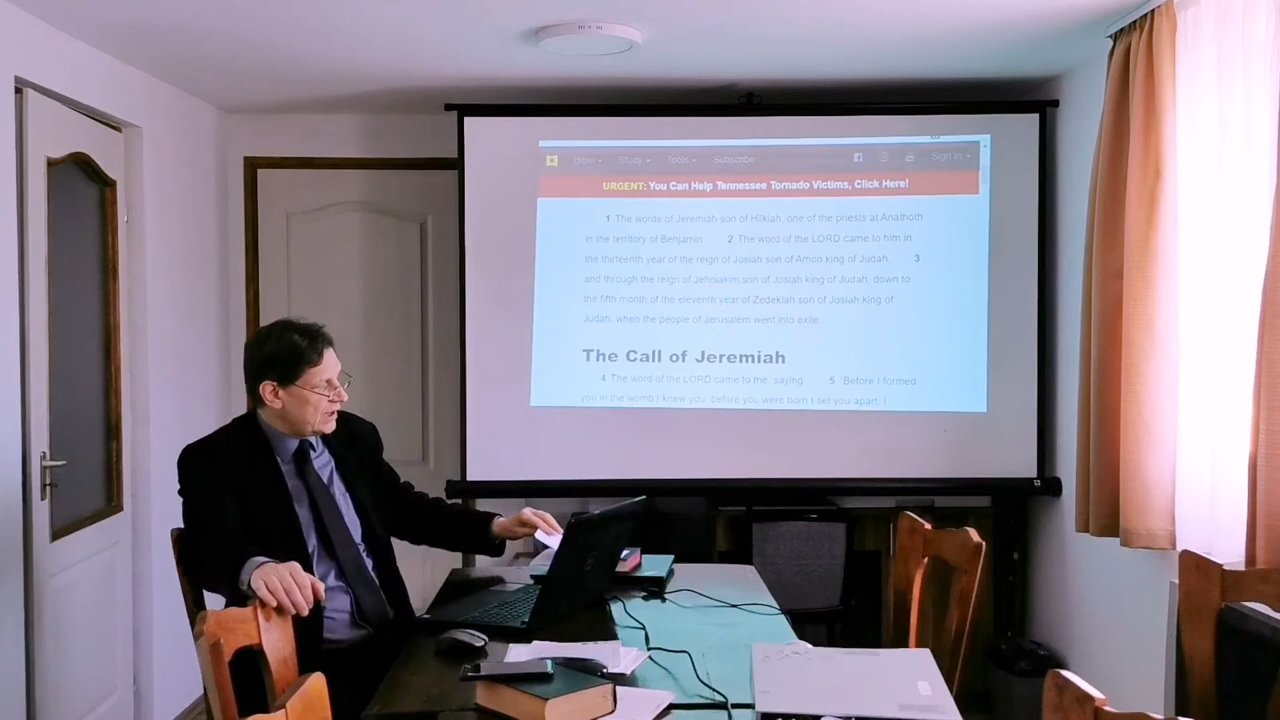 Bible Study Tools Subscribe Sign In
URGENT: You Can Help Tennessee Tornado Victims, Click Here!
1 The words of Jeremiah son of Hilkiah, one of the priests at Anathoth
in the territory of Benjamin. 2 The word of the LORD came to him in
the thirteenth year of the reign of Josiah son of Amon king of Judah, 3
and through the reign of Jehoiakim son of Josiah king of Judah, down to
the fifth month of the eleventh year of Zedekiah son of Josiah king of
Judah, when the people of Jerusalem went into exile.
The Call of Jeremiah
4 The word of the LORD came to me, saying, 5 “Before I formed
you in the womb I knew you, before you were born I set you apart; I